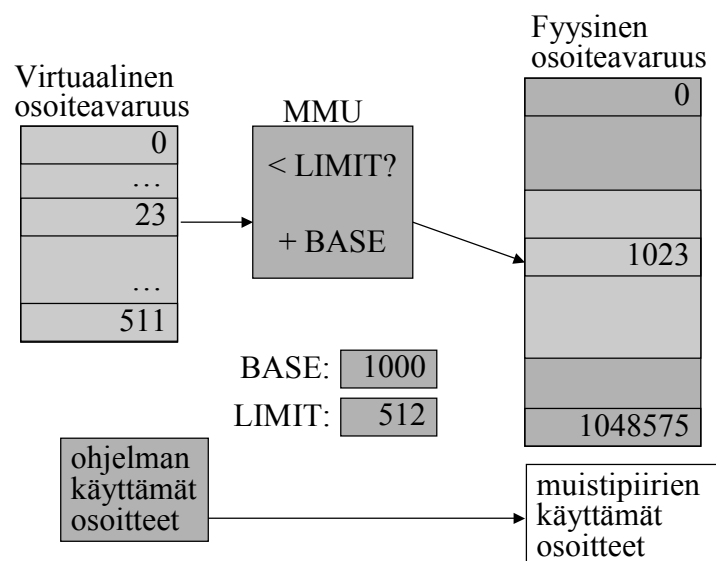 Virtuaalinen
osoiteavaruus
0
…
23
…
511
MMU
< LIMIT?
+ BASE
Fyysinen
osoiteavaruus
0
1023
1048575
BASE: 1000
LIMIT: 512
ohjelman
käyttämät
osoitteet
muistipiirien
käyttämät
osoitteet